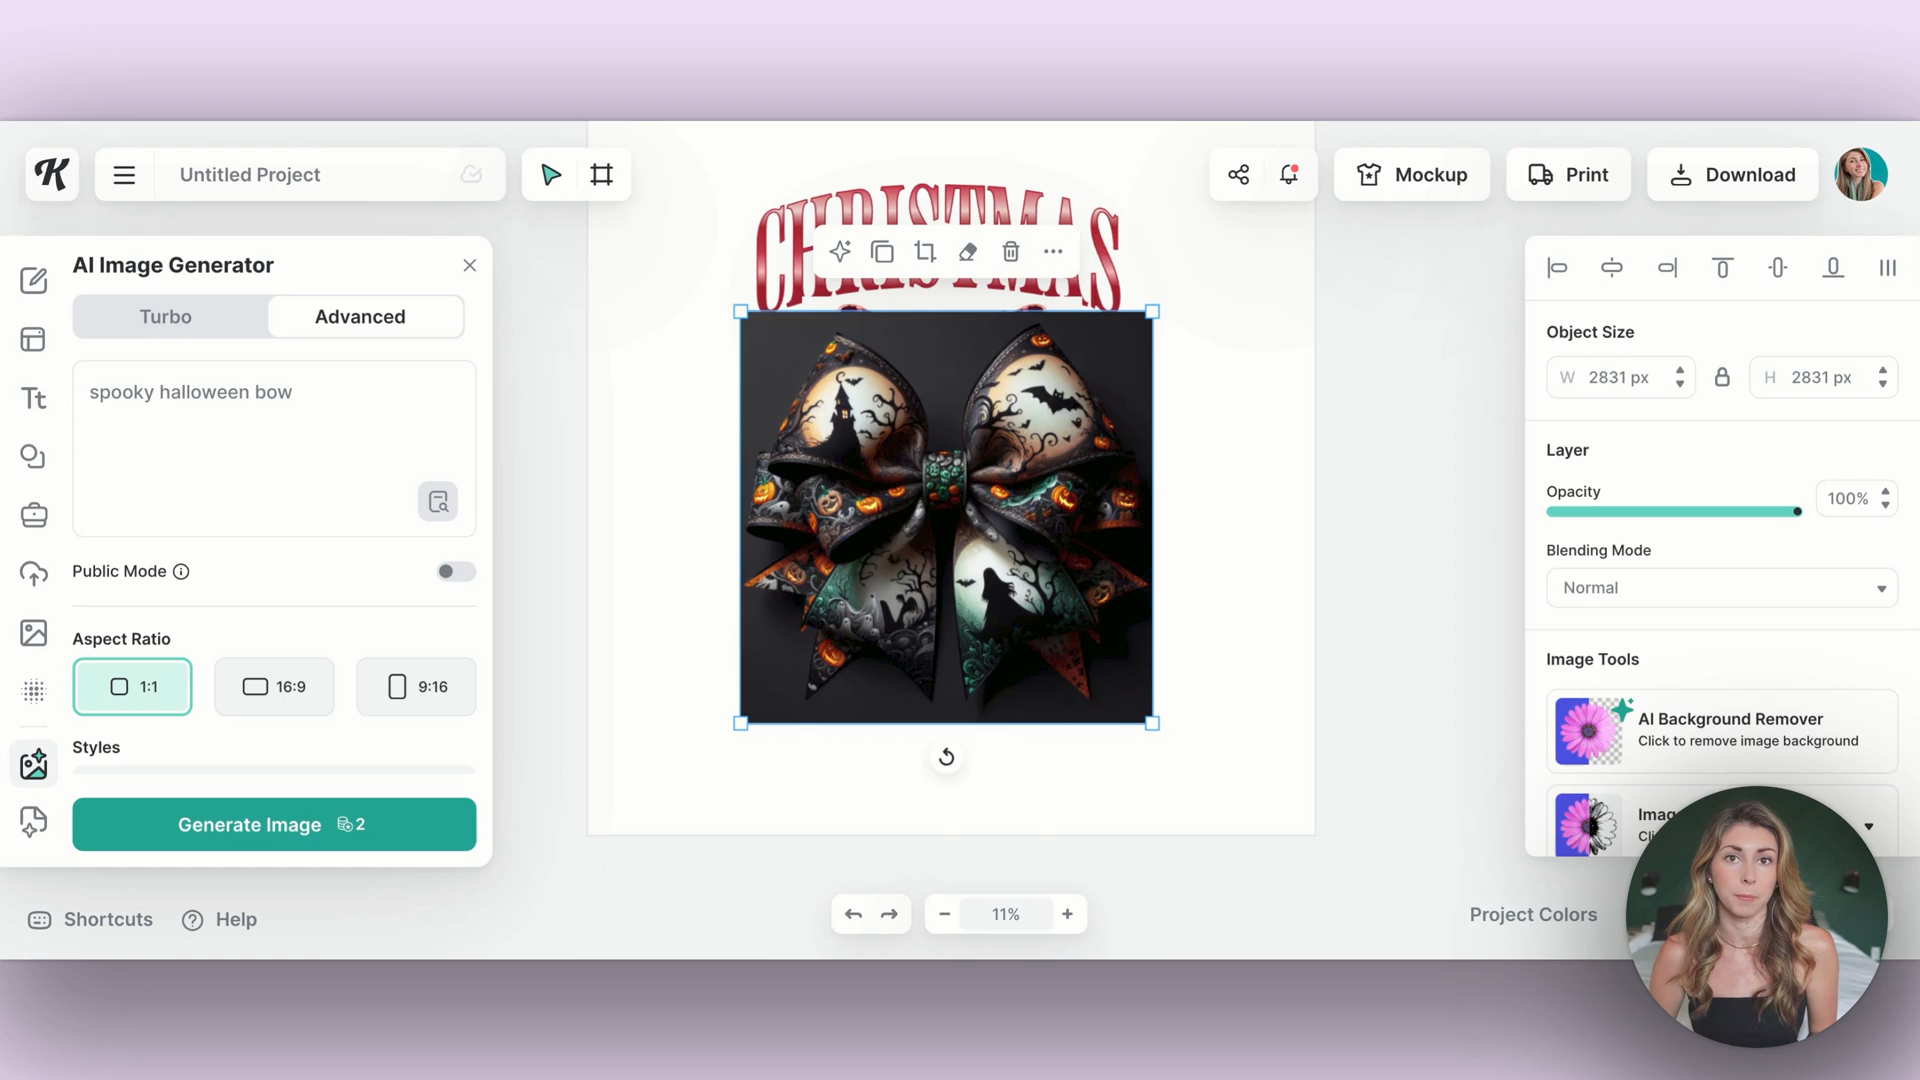 K
Untitled Project
Mockup
Print
Download
CHRISTMAS
AI Image Generator
Turbo
Advanced
spooky halloween bow
Public Mode
Aspect Ratio
1:1
16:9
9:16
Styles
Generate Image 2
Tt
Shortcuts
Help
11%
Object Size
W 2831 px
H 2831 px
Layer
Opacity
100%
Blending Mode
Normal
Image Tools
AI Background Remover
Click to remove image background
Project Colors